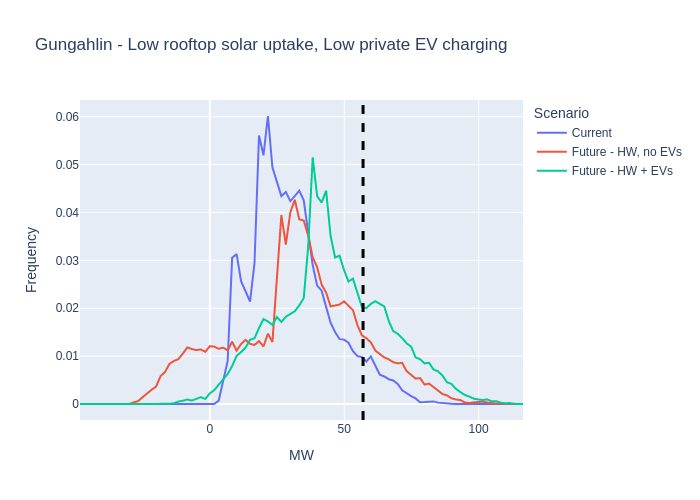 Gungahlin - Low rooftop solar uptake, Low private EV charging
Scenario
Current
Future - HW, no EVs
Future - HW + EVs
Frequency
0.06
0.05
0.04
0.03
0.02
0.01
0
0 50 100
MW